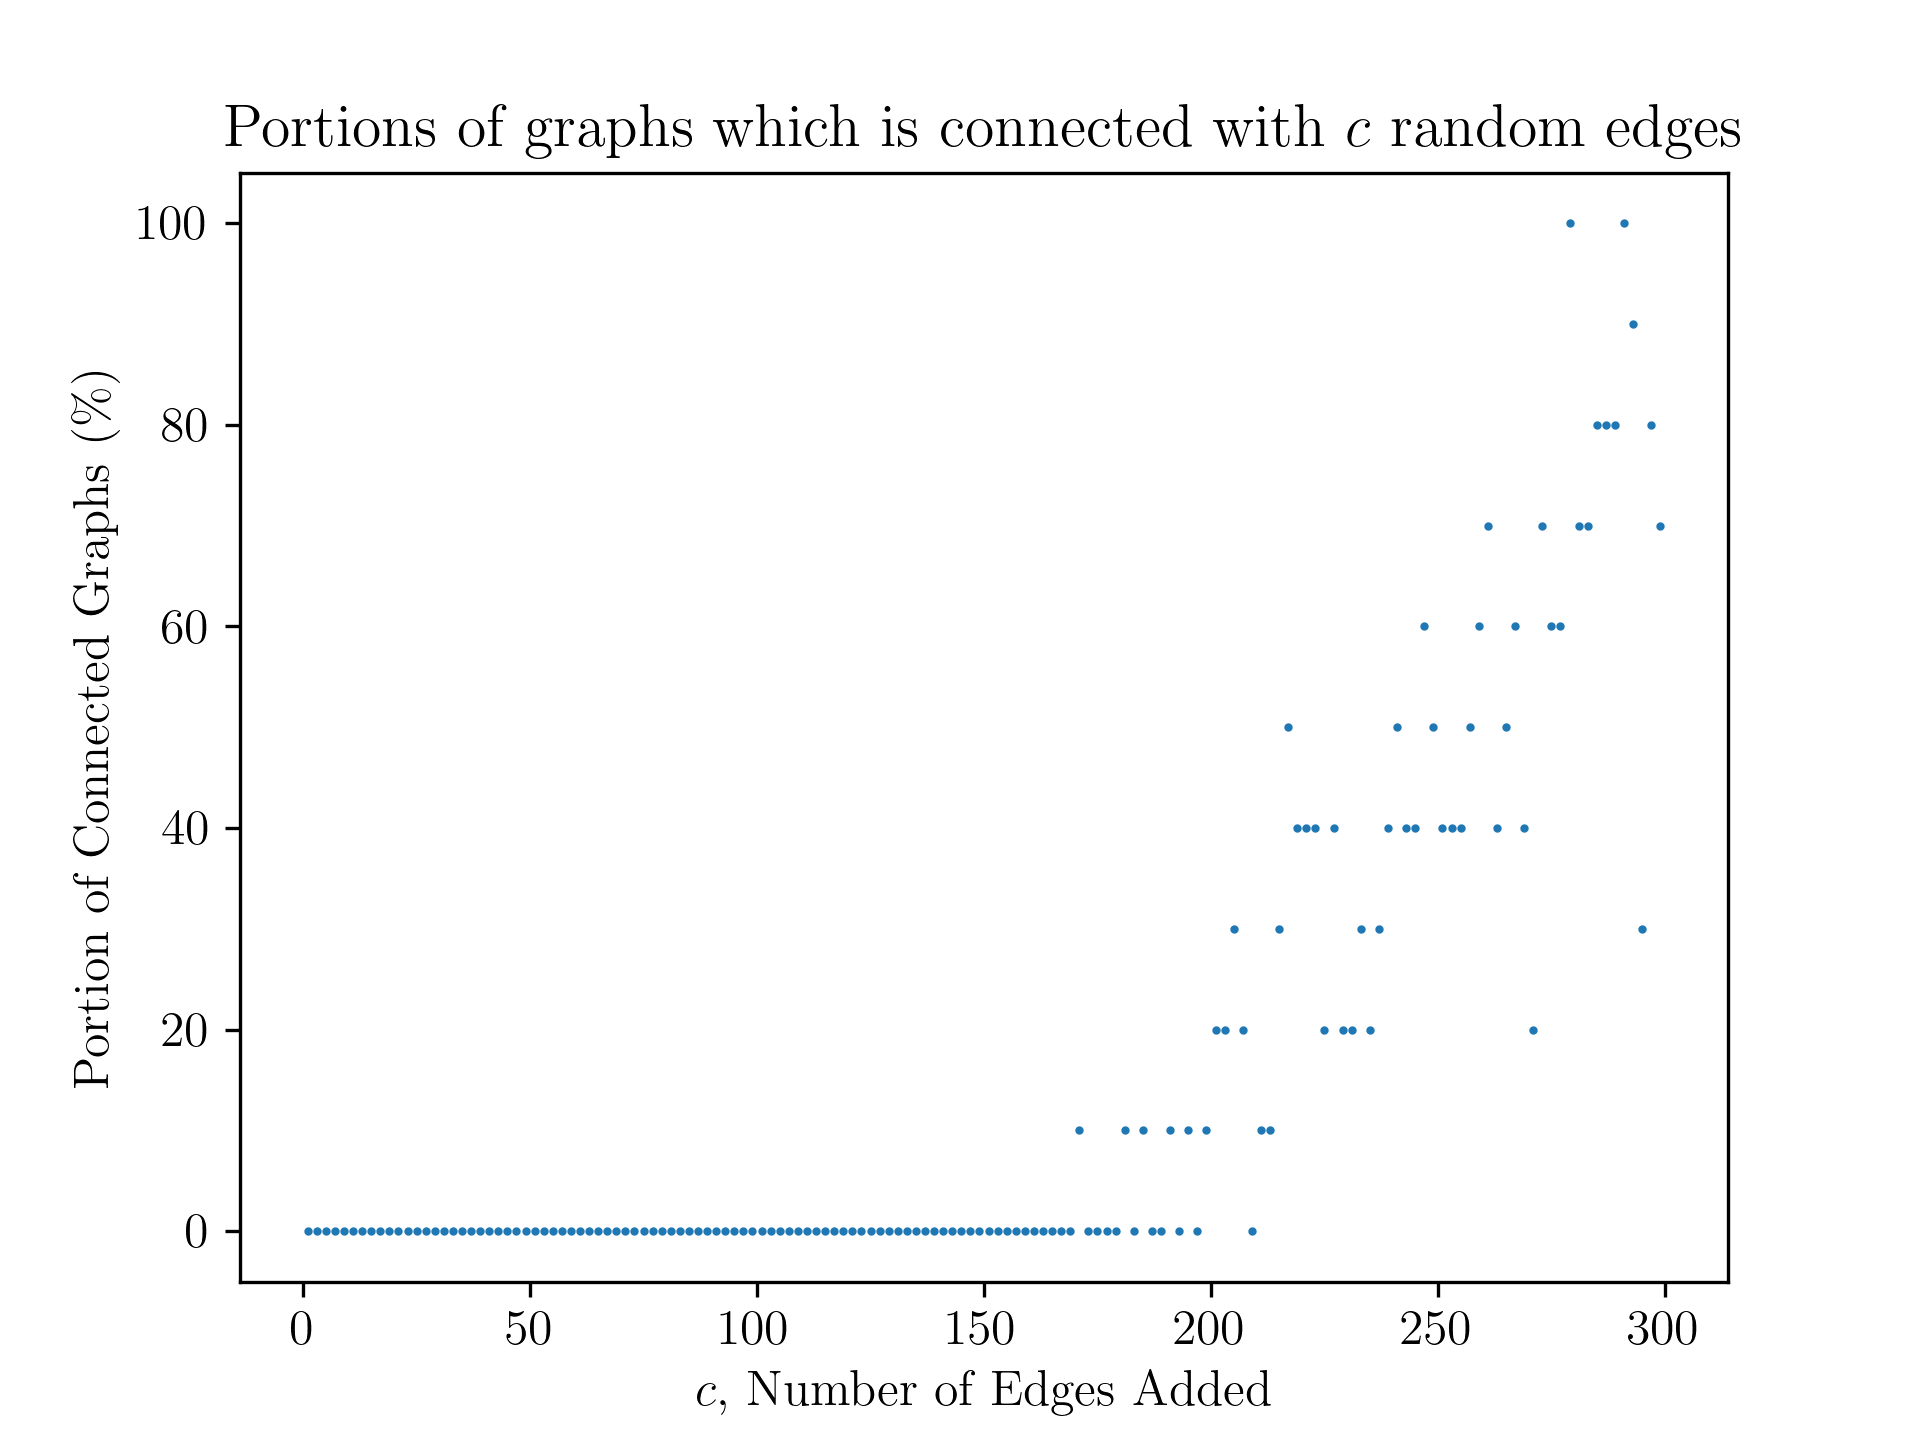 Portions of graphs which is connected with c random edges
Portion of Connected Graphs (%)
100
80
60
40
20
0
0 50 100 150 200 250 300
c, Number of Edges Added